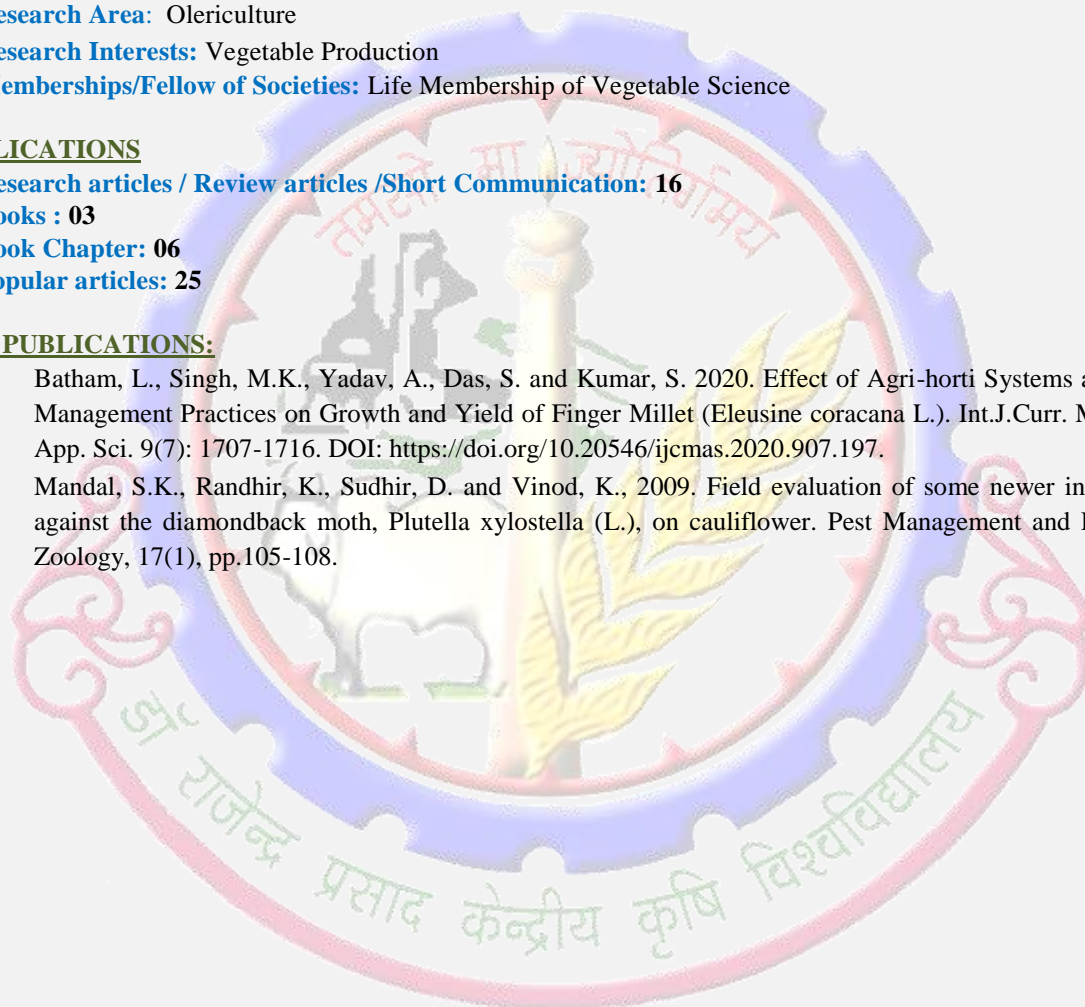 esearch Area: Olericulture
esearch Interests: Vegetable Production
emberships/Fellow of Societies: Life Membership of Vegetable Science
LICATIONS
esearch articles / Review articles /Short Communication: 16
ooks : 03
ook Chapter: 06
opular articles: 25
PUBLICATIONS:
Batham, L., Singh, M.K., Yadav, A., Das, S. and Kumar, S. 2020. Effect of Agri-horti Systems a
Management Practices on Growth and Yield of Finger Millet (Eleusine coracana L.). Int.J.Curr. M
App. Sci. 9(7): 1707-1716. DOI: https://doi.org/10.20546/ijcmas.2020.907.197.
Mandal, S.K., Randhir, K., Sudhir, D. and Vinod, K., 2009. Field evaluation of some newer in
against the diamondback moth, Plutella xylostella (L.), on cauliflower. Pest Management and
Zoology, 17(1), pp.105-108.
तमसो मा ज्योतिर्गमय
डॉ राजेन्द्र प्रसाद केन्द्रीय कृषि विश्वविद्यालय